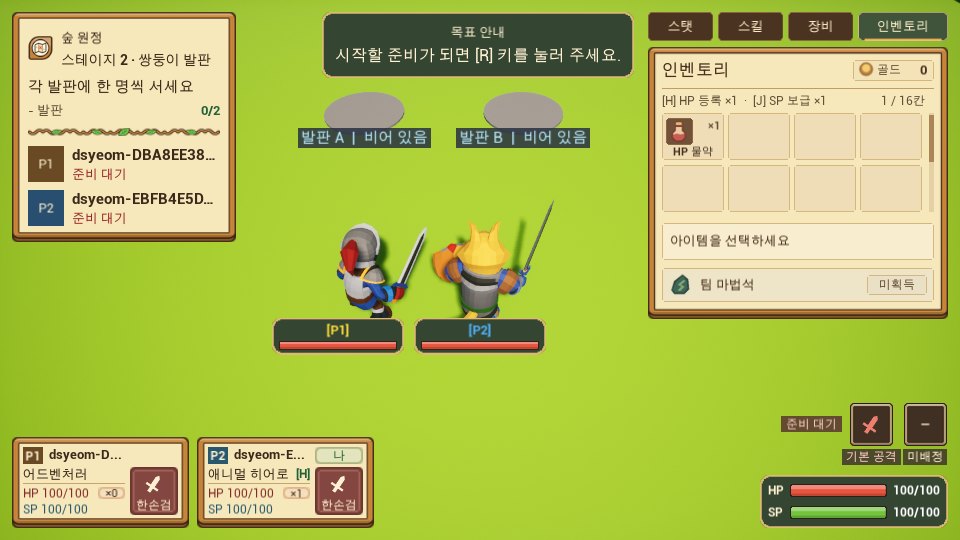 숲 원정
스테이지 2 · 쌍둥이 발판
각 발판에 한 명씩 서세요
- 발판 0/2
P1 dsyeom-DBA8EE38...
준비 대기
P2 dsyeom-EBFB4E5D...
준비 대기
목표 안내
시작할 준비가 되면 [R] 키를 눌러 주세요.
발판 A | 비어 있음
발판 B | 비어 있음
[P1]
[P2]
스탯 스킬 장비 인벤토리
인벤토리 골드 0
[H] HP 등록 ×1 · [J] SP 보급 ×1 1 / 16칸
×1
HP 물약
아이템을 선택하세요
팀 마법석 미획득
P1 dsyeom-D...
어드벤처러
HP 100/100 ×0
SP 100/100
한손검
P2 dsyeom-E... 나
애니멀 히어로 [H]
HP 100/100 ×1
SP 100/100
한손검
준비 대기
기본 공격 미배정
HP 100/100
SP 100/100